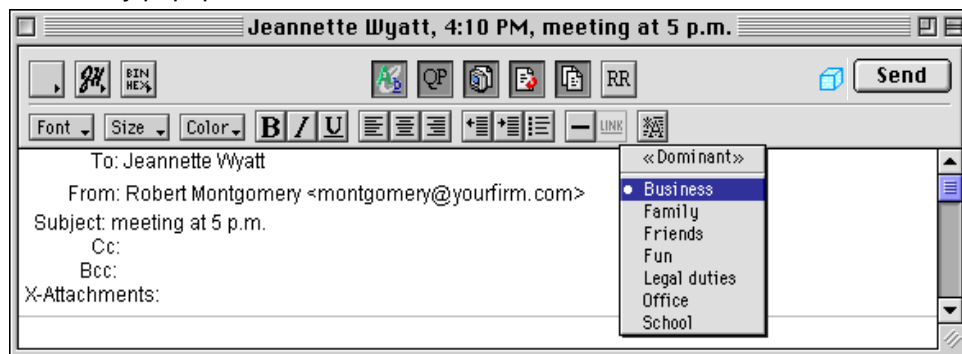 Jeannette Wyatt, 4:10 PM, meeting at 5 p.m.
BIN HEX QP RR Send
Font Size Color B I U LINK A
To: Jeannette Wyatt
From: Robert Montgomery <montgomery@yourfirm.com>
Subject: meeting at 5 p.m.
Cc:
Bcc:
X-Attachments:
«Dominant»
Business
Family
Friends
Fun
Legal duties
Office
School